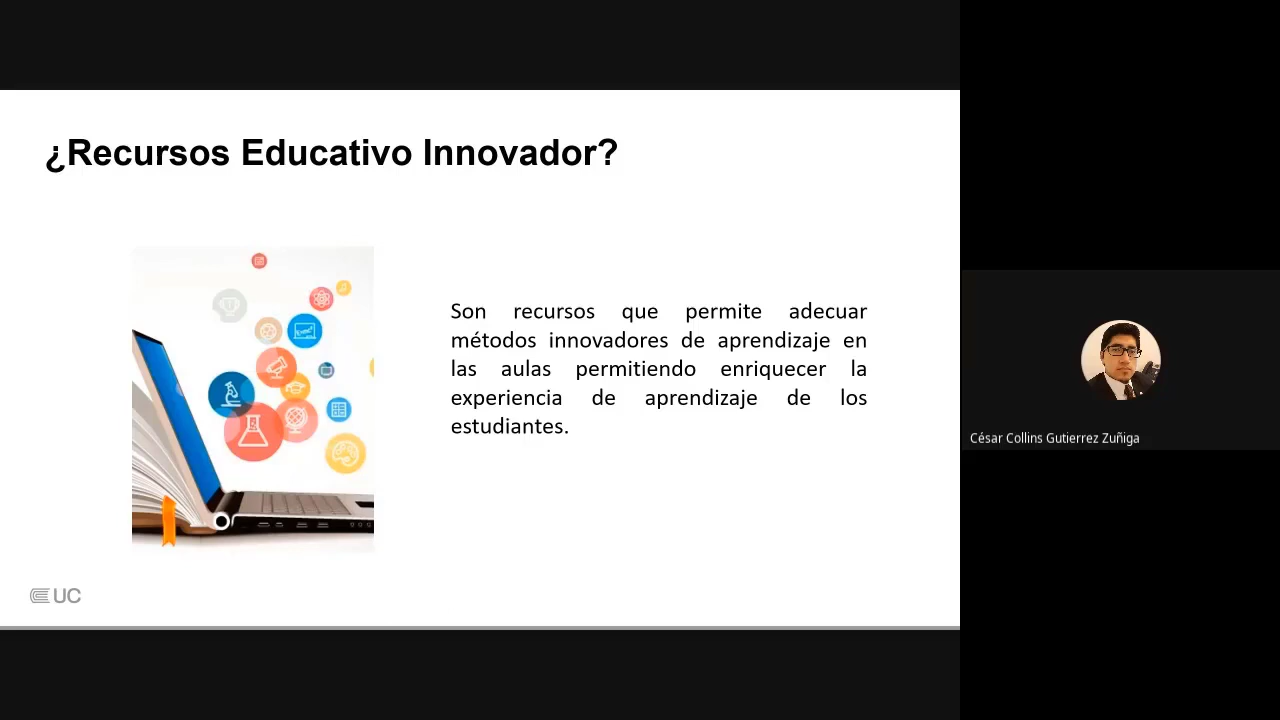 ¿Recursos Educativo Innovador?
Son recursos que permite adecuar
métodos innovadores de aprendizaje en
las aulas permitiendo enriquecer la
experiencia de aprendizaje de los
estudiantes.
UC
César Collins Gutierrez Zuñiga